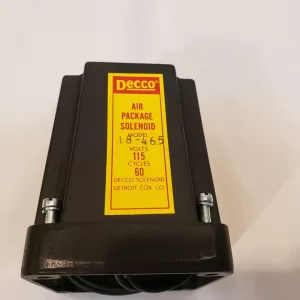 Decco
AIR
PACKAGE
SOLENOID
MODEL
18-465
VOLTS
115
CYCLES
60
DECCO SOLENOID
DETROIT COIL CO